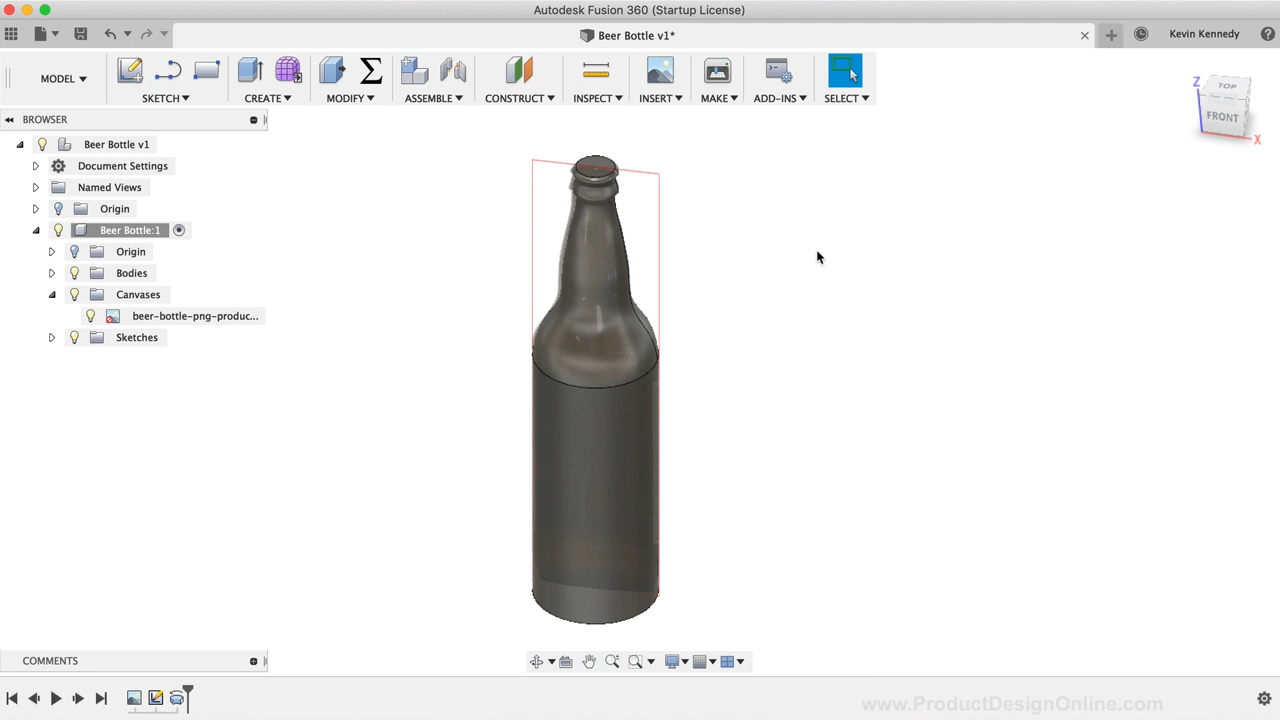 Autodesk Fusion 360 (Startup License)
Beer Bottle v1*
Kevin Kennedy
MODEL
SKETCH
CREATE
MODIFY
ASSEMBLE
CONSTRUCT
INSPECT
INSERT
MAKE
ADD-INS
SELECT
Z
TOP
FRONT
X
BROWSER
Beer Bottle v1
Document Settings
Named Views
Origin
Beer Bottle:1
Origin
Bodies
Canvases
beer-bottle-png-produc...
Sketches
COMMENTS
www.ProductDesignOnline.com